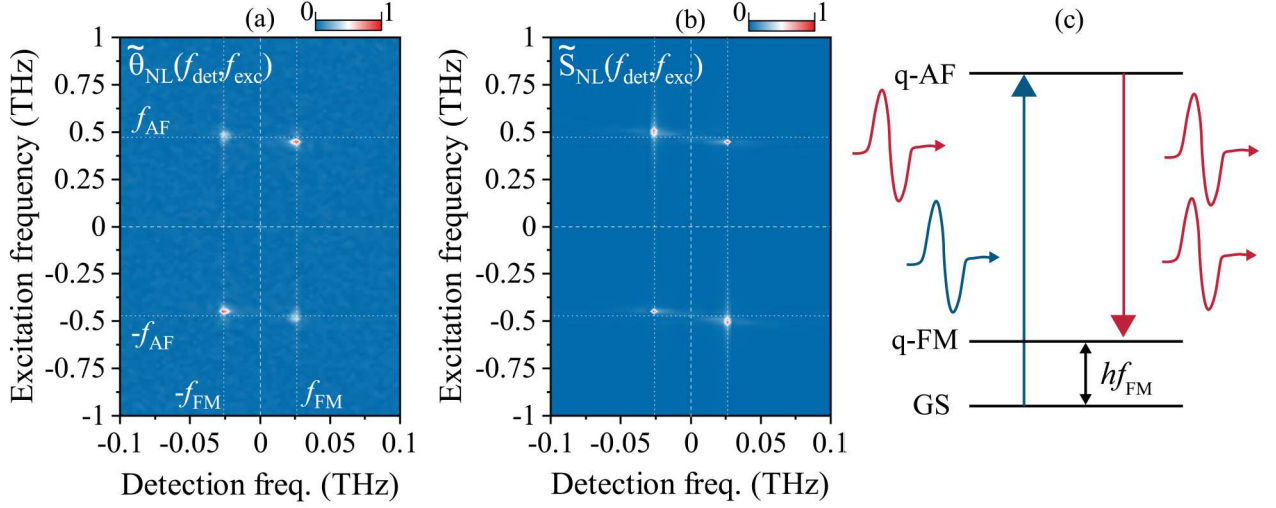 (a)
0 1
θ̃NL(fdet,fexc)
fAF
-fAF
-fFM
fFM
1
0.75
0.5
0.25
0
-0.25
-0.5
-0.75
-1
-0.1 -0.05 0 0.05 0.1
Excitation frequency (THz)
Detection freq. (THz)
(b)
0 1
S̃NL(fdet,fexc)
1
0.75
0.5
0.25
0
-0.25
-0.5
-0.75
-1
-0.1 -0.05 0 0.05 0.1
Excitation frequency (THz)
Detection freq. (THz)
(c)
q-AF
q-FM
hfFM
GS